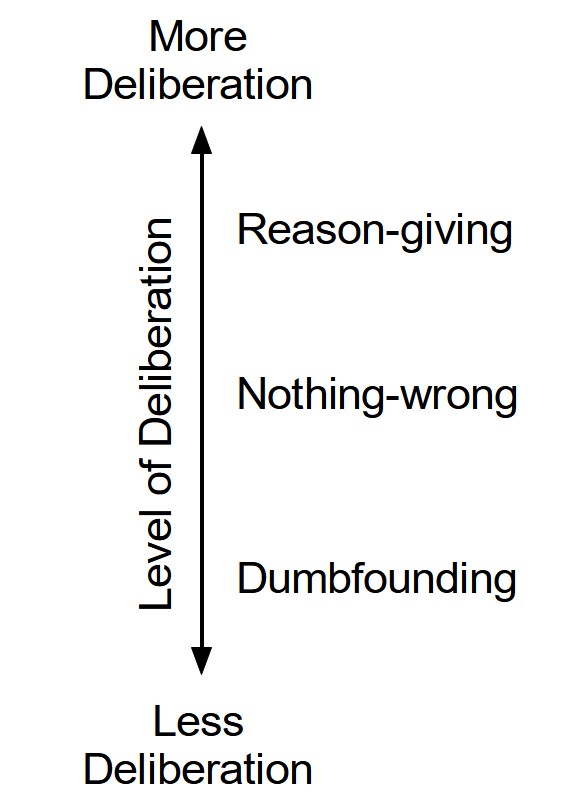 More
Deliberation
Level of Deliberation
Reason-giving
Nothing-wrong
Dumbfounding
Less
Deliberation